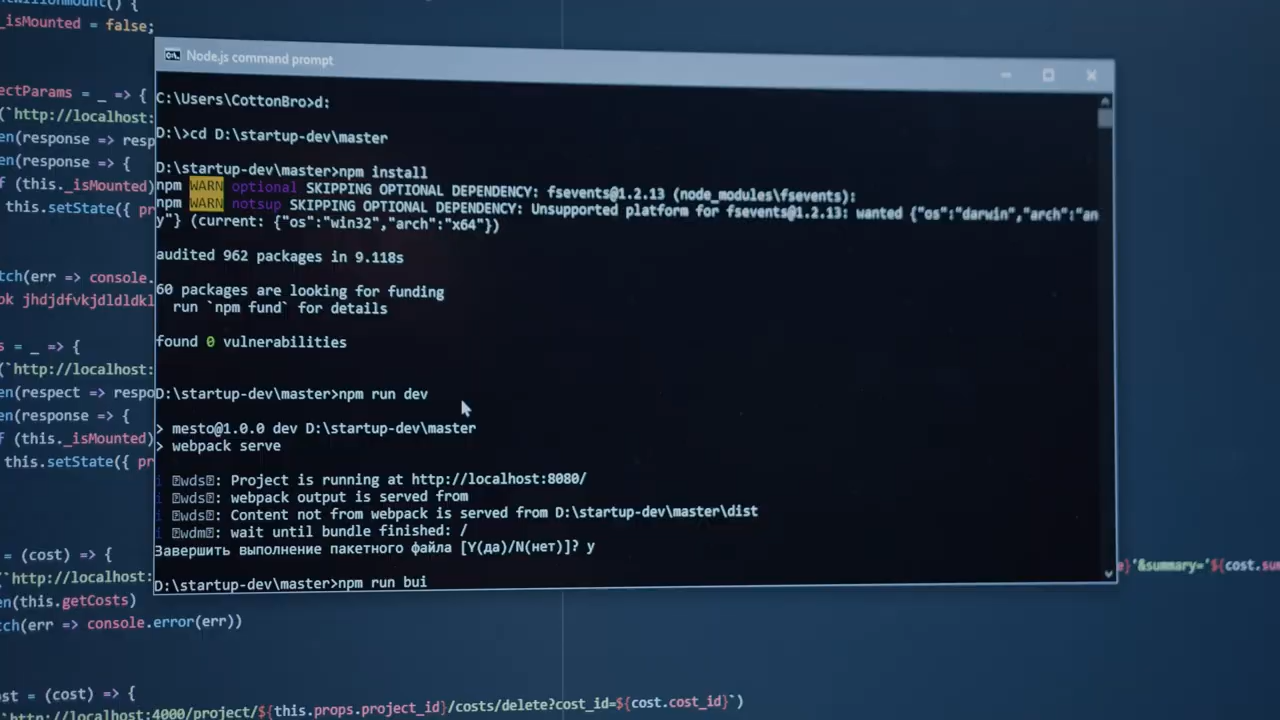 _isMounted = false;
Node.js command prompt
C:\Users\CottonBro>d:
D:\>cd D:\startup-dev\master
D:\startup-dev\master>npm install
npm WARN optional SKIPPING OPTIONAL DEPENDENCY: fsevents@1.2.13 (node_modules\fsevents):
npm WARN notsup SKIPPING OPTIONAL DEPENDENCY: Unsupported platform for fsevents@1.2.13: wanted {"os":"darwin","arch":"an
y"} (current: {"os":"win32","arch":"x64"})
audited 962 packages in 9.118s
60 packages are looking for funding
run `npm fund` for details
found 0 vulnerabilities
D:\startup-dev\master>npm run dev
> mesto@1.0.0 dev D:\startup-dev\master
> webpack serve
i ｢wds｣: Project is running at http://localhost:8080/
i ｢wds｣: webpack output is served from
i ｢wds｣: Content not from webpack is served from D:\startup-dev\master\dist
i ｢wdm｣: wait until bundle finished: /
Завершить выполнение пакетного файла [Y(да)/N(нет)]? y
D:\startup-dev\master>npm run bui
ectParams = _ => {
(`http://localhost:
en(response => resp
en(response => {
f (this._isMounted)
this.setState({ pr
tch(err => console.
ok jhdjdfvkjdldldkl
s = _ => {
(`http://localhost:
en(respect => respo
en(response => {
f (this._isMounted)
this.setState({ pr
= (cost) => {
(`http://localhost:
e}'&summary='${cost.sum
en(this.getCosts)
tch(err => console.error(err))
ost = (cost) => {
`http://localhost:4000/project/${this.props.project_id}/costs/delete?cost_id=${cost.cost_id}`)